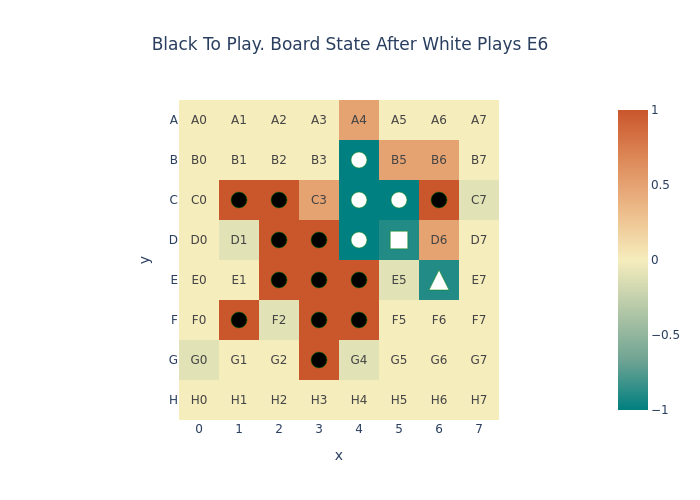 Black To Play. Board State After White Plays E6
A A0 A1 A2 A3 A4 A5 A6 A7
B B0 B1 B2 B3 B5 B6 B7
C C0 C3 C7
D D0 D1 D6 D7
E E0 E1 E5 E7
F F0 F2 F5 F6 F7
G G0 G1 G2 G4 G5 G6 G7
H H0 H1 H2 H3 H4 H5 H6 H7
0 1 2 3 4 5 6 7
x
y
1
0.5
0
−0.5
−1